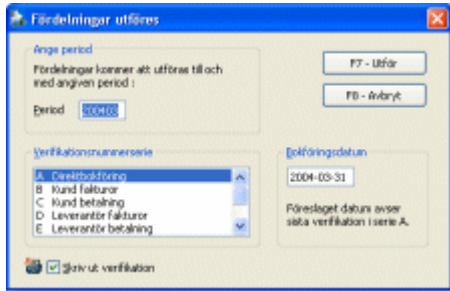 Fördelningar utföres
Ange period
Fördelningar kommer att utföras till och
med angiven period :
Period 200403
F7 - Utför
F8 - Avbryt
Verifikationsnummerserie
A Direktbokföring
B Kund fakturor
C Kund betalning
D Leverantör fakturor
E Leverantör betalning
Bokföringsdatum
2004-03-31
Föreslaget datum avser
sista verifikation i serie A.
Skriv ut verifikation